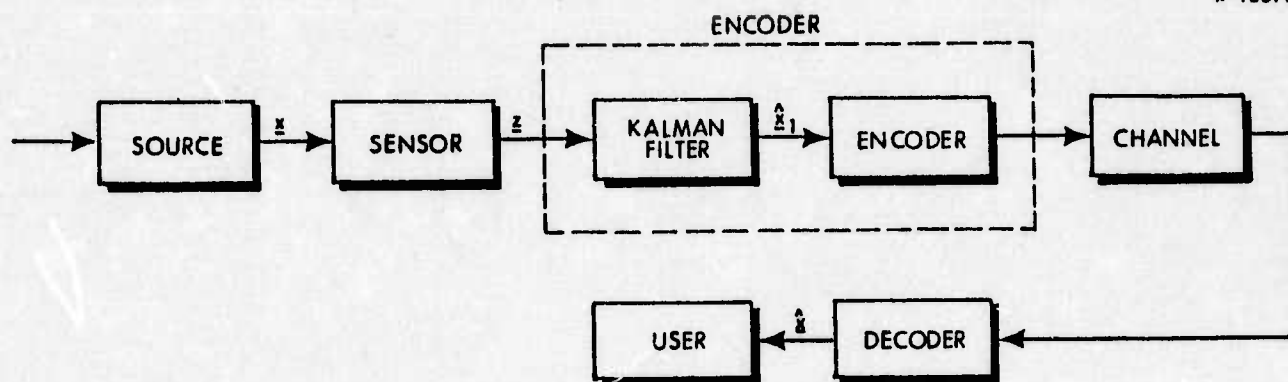 ENCODER
SOURCE
x
SENSOR
z
KALMAN
FILTER
x̂1
ENCODER
CHANNEL
USER
x̂
DECODER